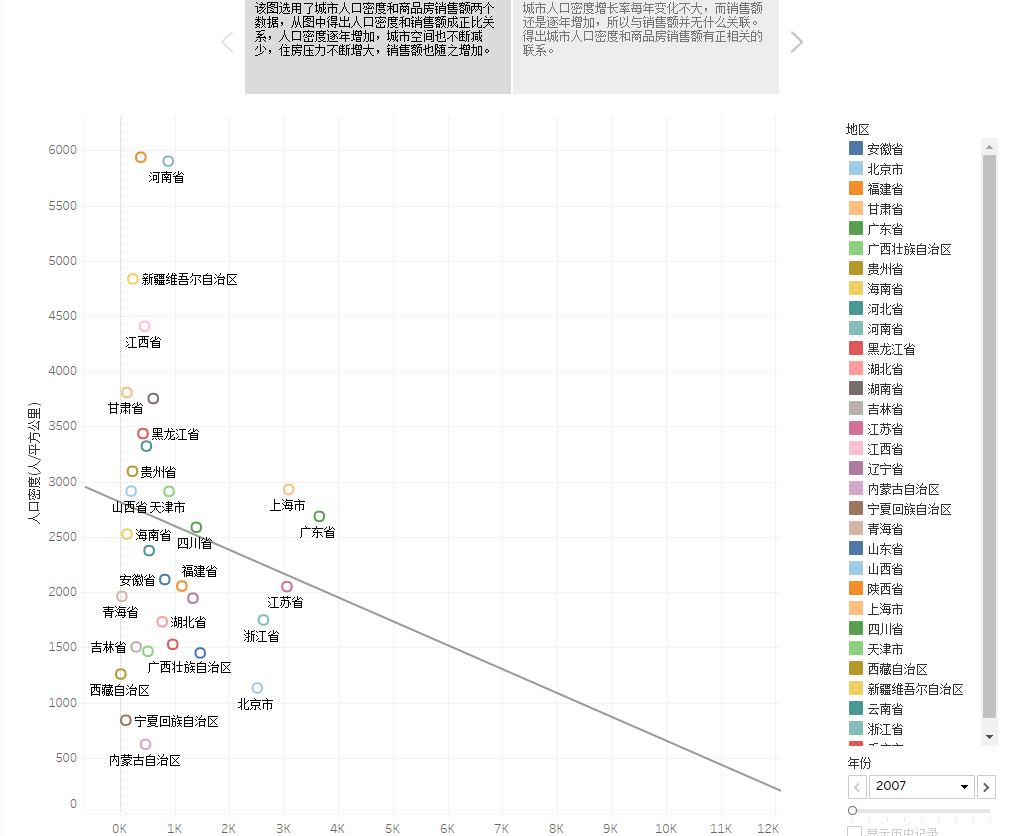 该图选用了城市人口密度和商品房销售额两个
数据，从图中得出人口密度和销售额成正比关
系，人口密度逐年增加，城市空间也不断减
少，住房压力不断增大，销售额也随之增加。
城市人口密度增长率每年变化不大，而销售额
还是逐年增加，所以与销售额并无什么关联。
得出城市人口密度和商品房销售额有正相关的
联系。
人口密度(人/平方公里)
6000
5500
5000
4500
4000
3500
3000
2500
2000
1500
1000
500
0
河南省
新疆维吾尔自治区
江西省
甘肃省
黑龙江省
贵州省
山西省
天津市
上海市
广东省
海南省
四川省
安徽省
福建省
青海省
江苏省
湖北省
浙江省
吉林省
广西壮族自治区
西藏自治区
北京市
宁夏回族自治区
内蒙古自治区
0K
1K
2K
3K
4K
5K
6K
7K
8K
9K
10K
11K
12K
地区
安徽省
北京市
福建省
甘肃省
广东省
广西壮族自治区
贵州省
海南省
河北省
河南省
黑龙江省
湖北省
湖南省
吉林省
江苏省
江西省
辽宁省
内蒙古自治区
宁夏回族自治区
青海省
山东省
山西省
陕西省
上海市
四川省
天津市
西藏自治区
新疆维吾尔自治区
云南省
浙江省
年份
2007
显示历史记录